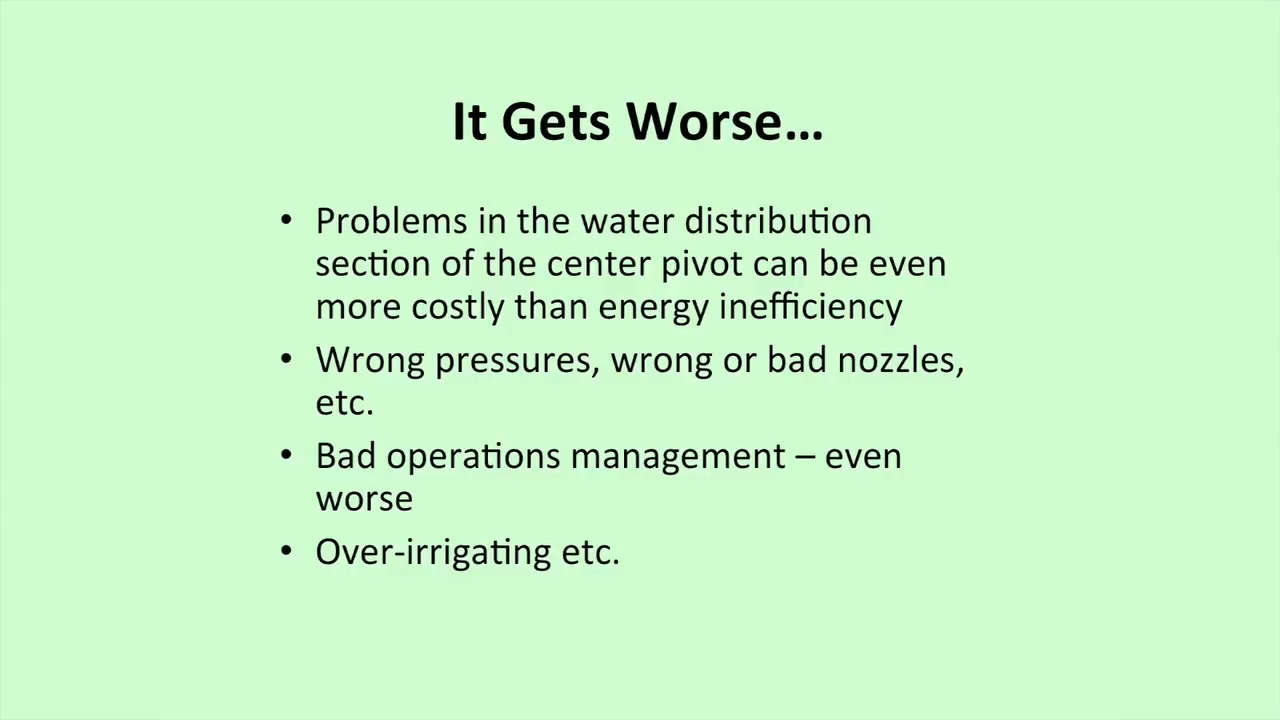 It Gets Worse...
• Problems in the water distribution
section of the center pivot can be even
more costly than energy inefficiency
• Wrong pressures, wrong or bad nozzles,
etc.
• Bad operations management – even
worse
• Over-irrigating etc.